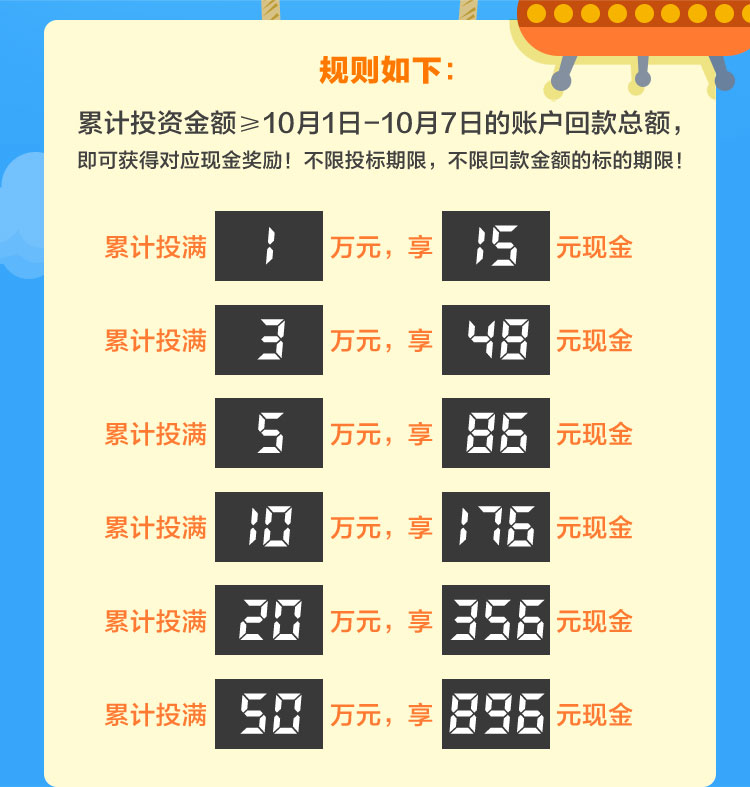 规则如下：
累计投资金额≥10月1日-10月7日的账户回款总额，
即可获得对应现金奖励！不限投标期限，不限回款金额的标的期限！
累计投满 1 万元，享 15 元现金
累计投满 3 万元，享 48 元现金
累计投满 5 万元，享 86 元现金
累计投满 10 万元，享 176 元现金
累计投满 20 万元，享 356 元现金
累计投满 50 万元，享 896 元现金